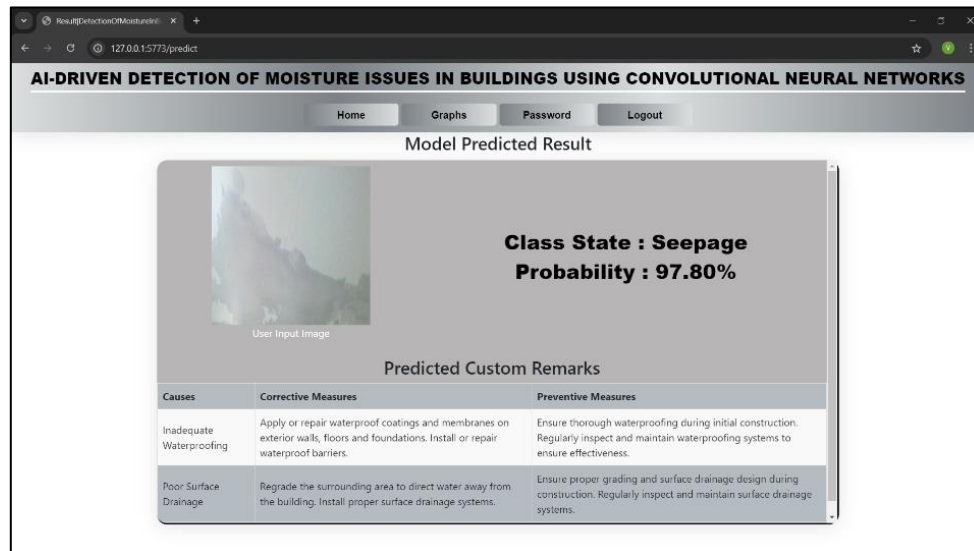 Result|DetectionOfMoistureInB
127.0.0.1:5773/predict
V
AI-DRIVEN DETECTION OF MOISTURE ISSUES IN BUILDINGS USING CONVOLUTIONAL NEURAL NETWORKS
Home Graphs Password Logout
Model Predicted Result
Class State : Seepage
Probability : 97.80%
User Input Image
Predicted Custom Remarks
Causes Corrective Measures Preventive Measures
Inadequate
Waterproofing
Apply or repair waterproof coatings and membranes on
exterior walls, floors and foundations. Install or repair
waterproof barriers.
Ensure thorough waterproofing during initial construction.
Regularly inspect and maintain waterproofing systems to
ensure effectiveness.
Poor Surface
Drainage
Regrade the surrounding area to direct water away from
the building. Install proper surface drainage systems.
Ensure proper grading and surface drainage design during
construction. Regularly inspect and maintain surface drainage
systems.